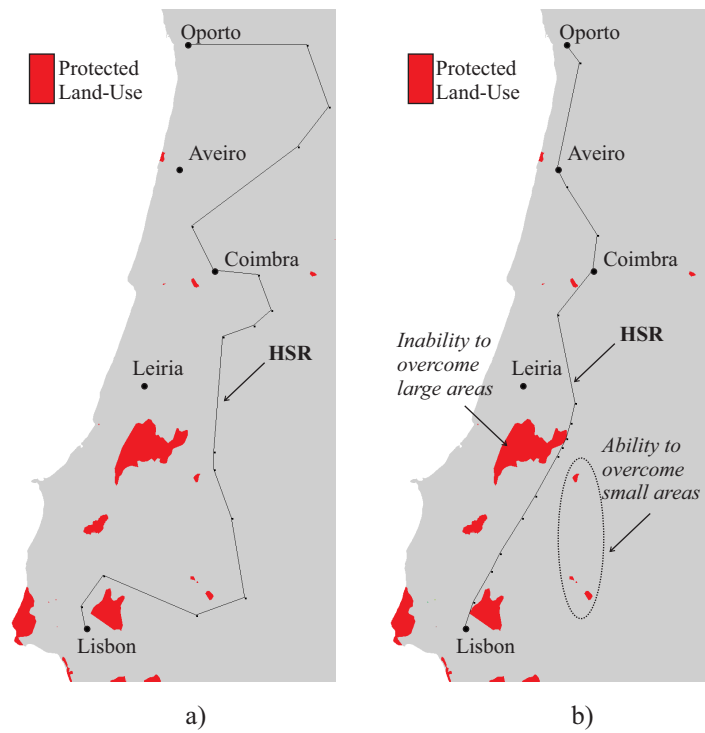 Oporto
Protected
Land-Use
Aveiro
Coimbra
HSR
Leiria
Lisbon
a)
Oporto
Protected
Land-Use
Aveiro
Coimbra
Inability to
overcome
large areas
HSR
Leiria
Ability to
overcome
small areas
Lisbon
b)